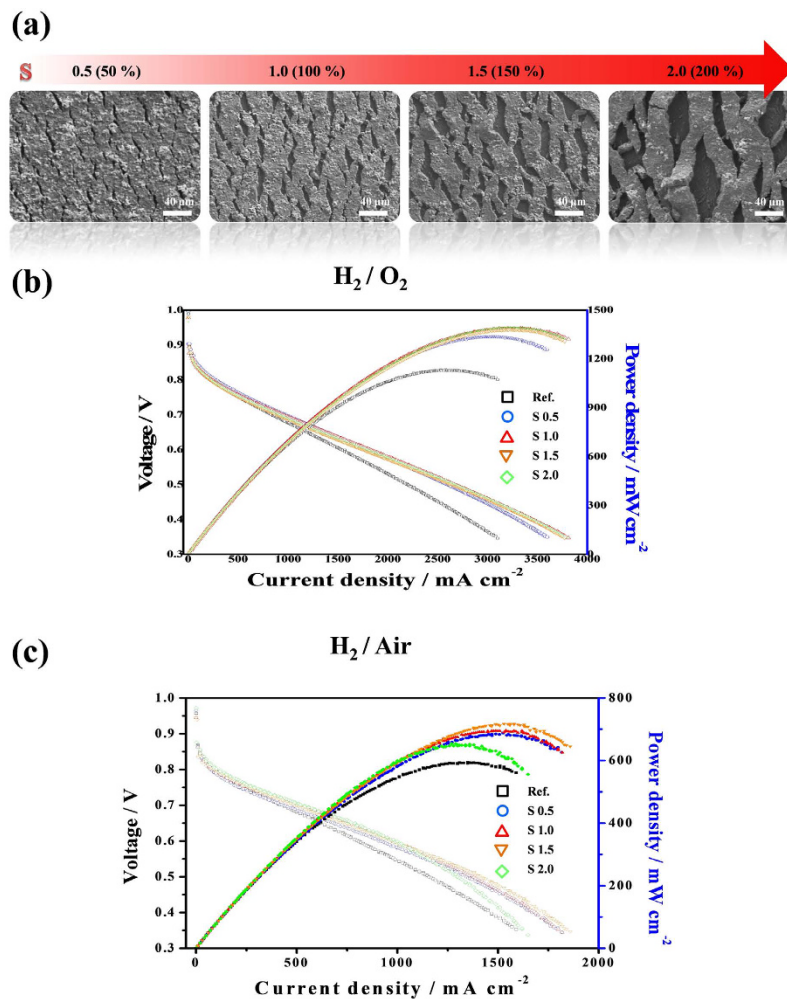 (a)
S 0.5 (50 %) 1.0 (100 %) 1.5 (150 %) 2.0 (200 %)
40 µm 40 µm 40 µm 40 µm
(b)
H₂ / O₂
1.0
0.9
0.8
0.7
0.6
0.5
0.4
0.3
Voltage / V
1500
1200
900
600
300
0
Power density / mW cm⁻²
Ref.
S 0.5
S 1.0
S 1.5
S 2.0
0 500 1000 1500 2000 2500 3000 3500 4000
Current density / mA cm⁻²
(c)
H₂ / Air
1.0
0.9
0.8
0.7
0.6
0.5
0.4
0.3
Voltage / V
800
600
400
200
0
Power density / mW cm⁻²
Ref.
S 0.5
S 1.0
S 1.5
S 2.0
0 500 1000 1500 2000
Current density / mA cm⁻²